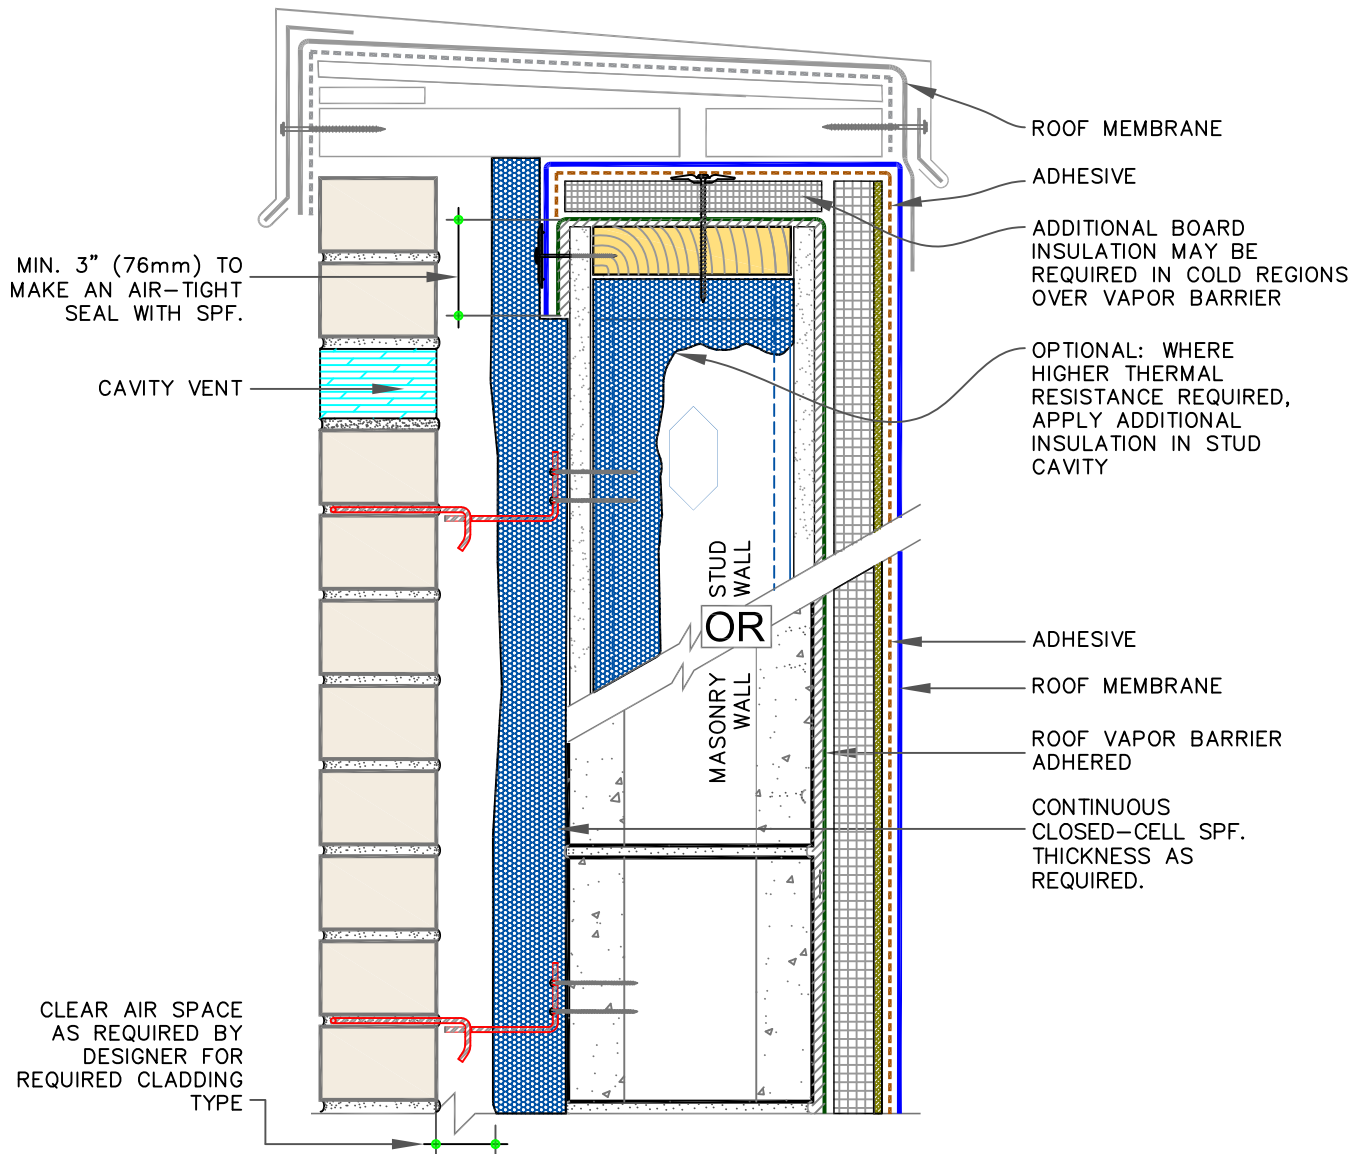 ROOF MEMBRANE
ADHESIVE
ADDITIONAL BOARD
INSULATION MAY BE
REQUIRED IN COLD REGIONS
OVER VAPOR BARRIER
MIN. 3” (76mm) TO
MAKE AN AIR–TIGHT
SEAL WITH SPF.
CAVITY VENT
OPTIONAL: WHERE
HIGHER THERMAL
RESISTANCE REQUIRED,
APPLY ADDITIONAL
INSULATION IN STUD
CAVITY
STUD
WALL
OR
MASONRY
WALL
ADHESIVE
ROOF MEMBRANE
ROOF VAPOR BARRIER
ADHERED
CONTINUOUS
CLOSED–CELL SPF.
THICKNESS AS
REQUIRED.
CLEAR AIR SPACE
AS REQUIRED BY
DESIGNER FOR
REQUIRED CLADDING
TYPE